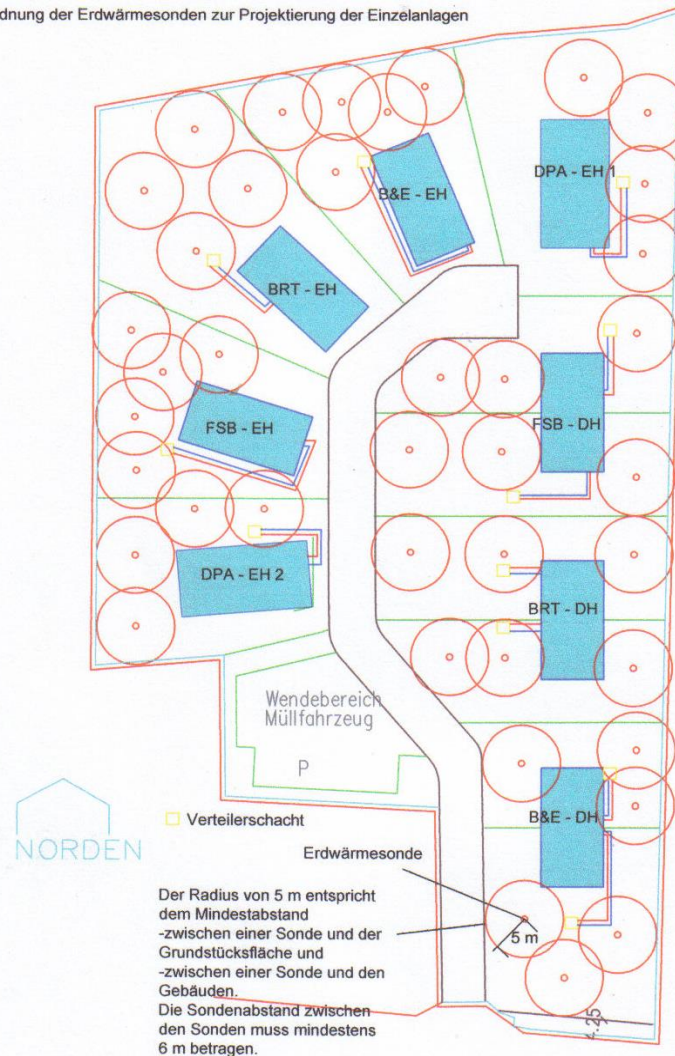 rdnung der Erdwärmesonden zur Projektierung der Einzelanlagen
DPA - EH 1
B&E - EH
BRT - EH
FSB - EH
FSB - DH
DPA - EH 2
BRT - DH
Wendebereich
Müllfahrzeug
P
B&E - DH
NORDEN
Verteilerschacht
Erdwärmesonde
Der Radius von 5 m entspricht
dem Mindestabstand
-zwischen einer Sonde und der
Grundstücksfläche und
-zwischen einer Sonde und den
Gebäuden.
Die Sondenabstand zwischen
den Sonden muss mindestens
6 m betragen.
5 m
4.25